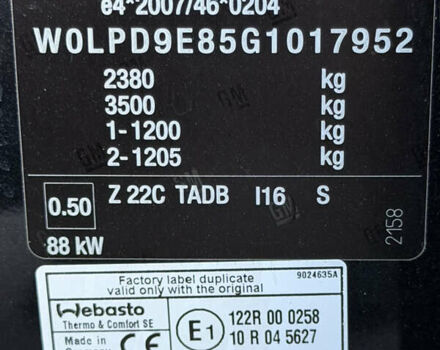 e4*2007/46*0204
W0LPD9E85G1017952
2380 kg
3500 kg
1-1200 kg
2-1205 kg
0.50 Z 22C TADB I16 S
88 kW
2158
Factory label duplicate 9024635A
valid only with the original
Webasto
Thermo & Comfort SE
Made in
Germany
CE
E1
122R 00 0258
10 R 04 5627